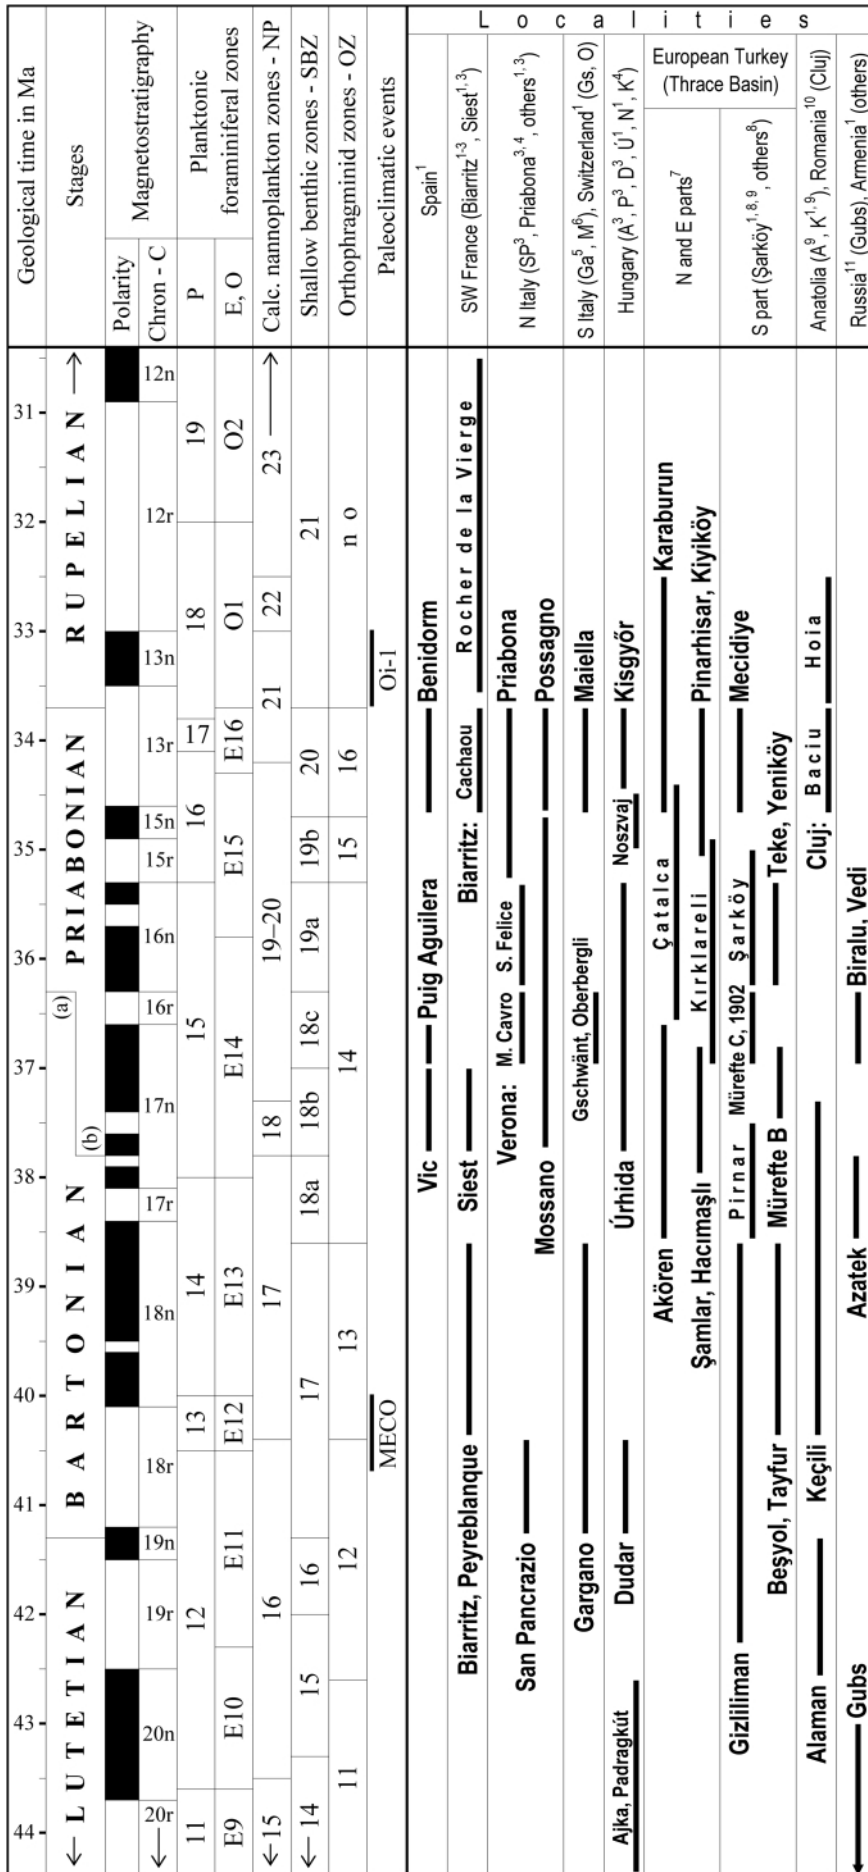 L o c a l i t i e s
Geological time in Ma
Stages
Magnetostratigraphy
Polarity
Chron - C
Planktonic
foraminiferal zones
P
E, O
Calc. nannoplankton zones - NP
Shallow benthic zones - SBZ
Orthophragminid zones - OZ
Paleoclimatic events
Spain¹
SW France (Biarritz¹⁻³, Siest¹,³)
N Italy (SP³, Priabona³,⁴, others¹,³)
S Italy (Ga⁵, M⁶), Switzerland¹ (Gs, O)
Hungary (A³, P³, D³, Ú¹, N¹, K⁴)
European Turkey
(Thrace Basin)
N and E parts⁷
S part (Şarköy¹,⁸,⁹, others⁸)
Anatolia (A⁹, K¹,⁹), Romania¹⁰ (Cluj)
Russia¹¹ (Gubs), Armenia¹ (others)
31
32
33
34
35
36
37
38
39
40
41
42
43
44
RUPELIAN →
PRIABONIAN
(a)
(b)
BARTONIAN
← LUTETIAN
12n
12r
13n
13r
15n
15r
16n
16r
17n
17r
18n
18r
19n
19r
20n
20r
←
19
18
17
16
15
14
13
12
11
O2
O1
E16
E15
E14
E13
E12
E11
E10
E9
23 →
22
21
19–20
18
17
16
←15
21
20
19b
19a
18c
18b
18a
17
16
15
←14
n o
16
15
14
13
12
11
Oi-1
MECO
Benidorm
Puig Aguilera
Vic
Rocher de la Vierge
Cachaou
Biarritz:
Siest
Biarritz, Peyreblanque
Priabona
Possagno
S. Felice
M. Cavro
Verona:
Mossano
San Pancrazio
Maiella
Gschwänt, Oberbergli
Gargano
Kisgyőr
Noszvaj
Úrhida
Dudar
Ajka, Padragkút
Karaburun
Pinarhisar, Kiyiköy
Çatalca
Kırklareli
Akören
Şamlar, Hacımaşlı
Mecidiye
Teke, Yeniköy
Şarköy
Mürefte C, 1902
Pirnar
Mürefte B
Beşyol, Tayfur
Gizliliman
Hoia
Baciu
Cluj:
Keçili
Alaman
Biralu, Vedi
Azatek
Gubs